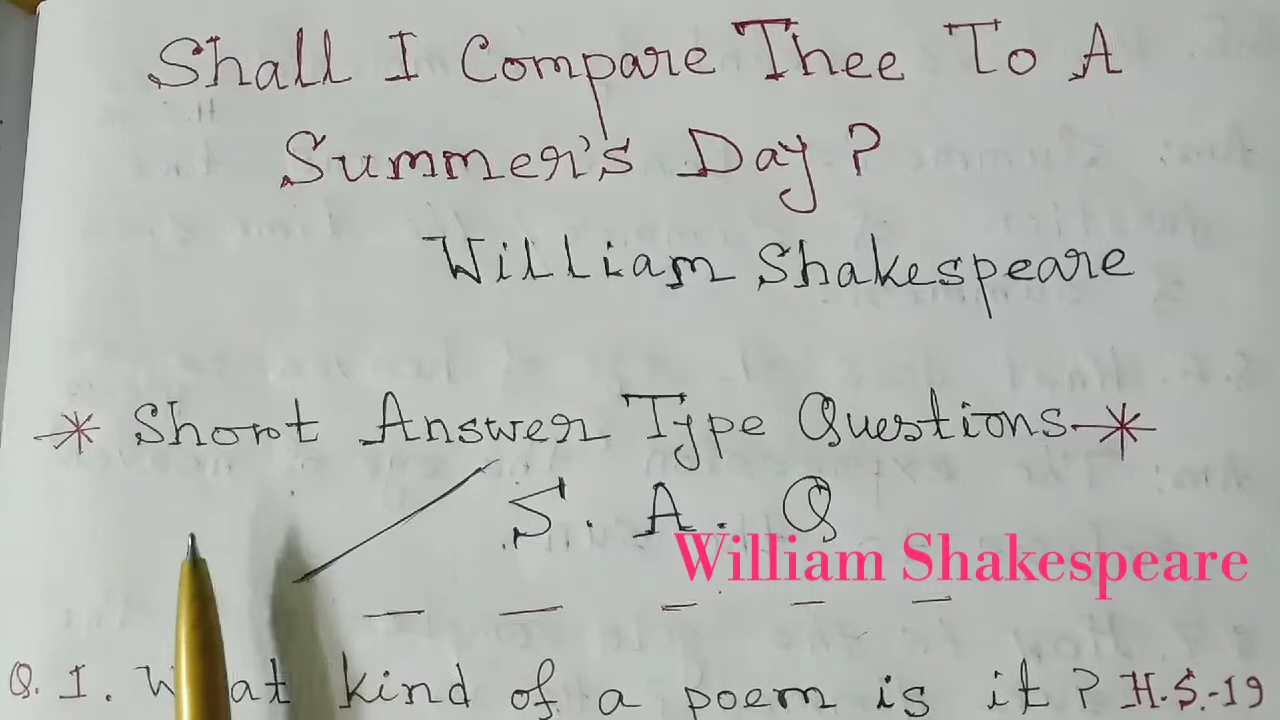 Shall I Compare Thee To A
Summer's Day?
William Shakespeare
* Short Answer Type Questions *
S. A. Q
William Shakespeare
Q. 1. What kind of a poem is it? H.S.-19